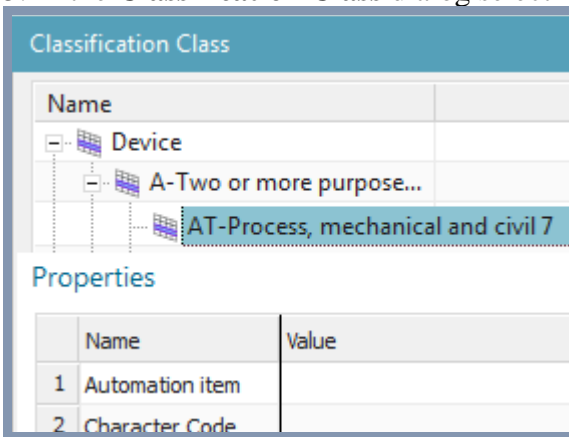 Classification Class
Name
Device
A-Two or more purpose...
AT-Process, mechanical and civil 7
Properties
Name Value
1 Automation item
2 Character Code